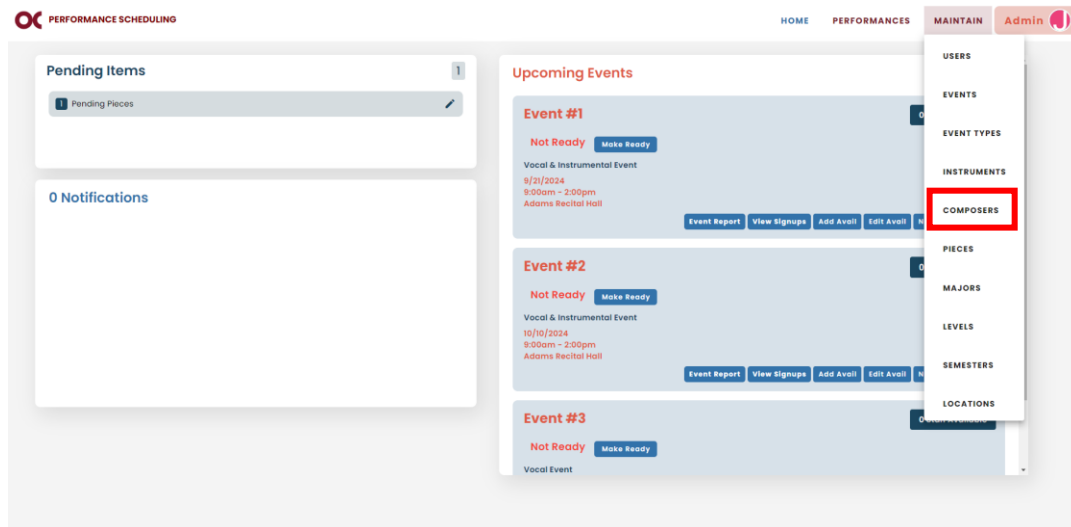 OC PERFORMANCE SCHEDULING
HOME PERFORMANCES MAINTAIN Admin J
Pending Items 1
1 Pending Pieces
0 Notifications
Upcoming Events
Event #1 0
Not Ready Make Ready
Vocal & Instrumental Event
9/21/2024
9:00am - 2:00pm
Adams Recital Hall
Event Report View Signups Add Avail Edit Avail N
Event #2 0
Not Ready Make Ready
Vocal & Instrumental Event
10/10/2024
9:00am - 2:00pm
Adams Recital Hall
Event Report View Signups Add Avail Edit Avail N
Event #3
Not Ready Make Ready
Vocal Event
USERS
EVENTS
EVENT TYPES
INSTRUMENTS
COMPOSERS
PIECES
MAJORS
LEVELS
SEMESTERS
LOCATIONS